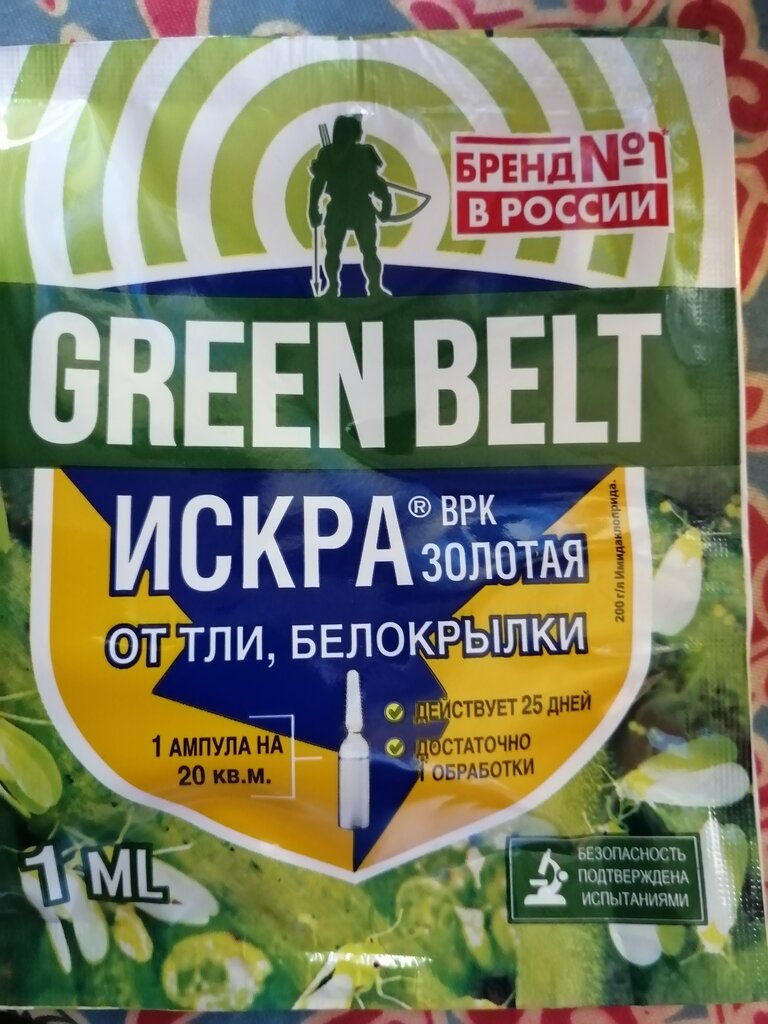 БРЕНД №1*
В РОССИИ
GREEN BELT
ИСКРА® ВРК
ЗОЛОТАЯ
200 г/л Имидаклоприда.
ОТ ТЛИ, БЕЛОКРЫЛКИ
1 АМПУЛА НА
20 КВ.М.
ДЕЙСТВУЕТ 25 ДНЕЙ
ДОСТАТОЧНО
1 ОБРАБОТКИ
1 ML
БЕЗОПАСНОСТЬ
ПОДТВЕРЖДЕНА
ИСПЫТАНИЯМИ